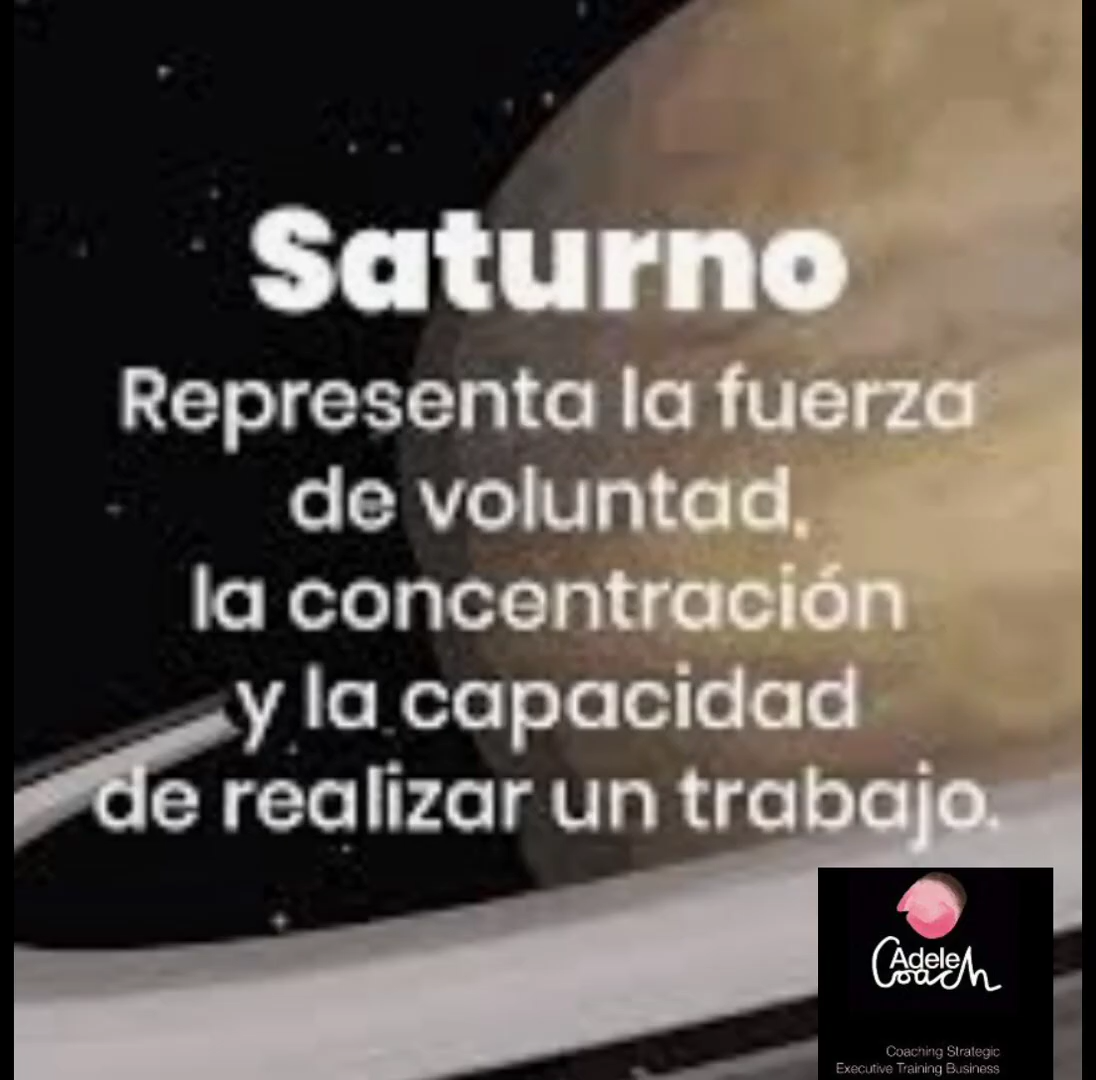 Saturno
Representa la fuerza
de voluntad,
la concentración
y la capacidad
de realizar un trabajo.
Adele
Coach
Coaching Strategic
Executive Training Business